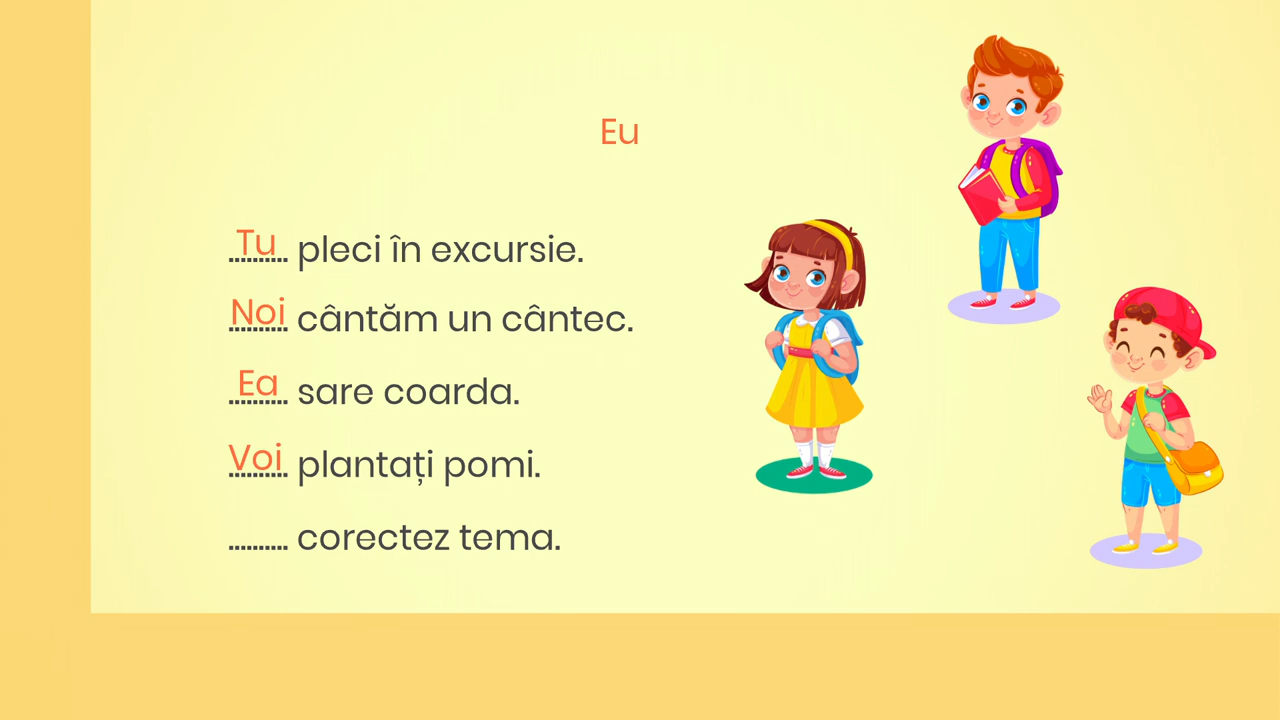 Eu
Tu pleci în excursie.
Noi cântăm un cântec.
Ea sare coarda.
Voi plantați pomi.
.......... corectez tema.